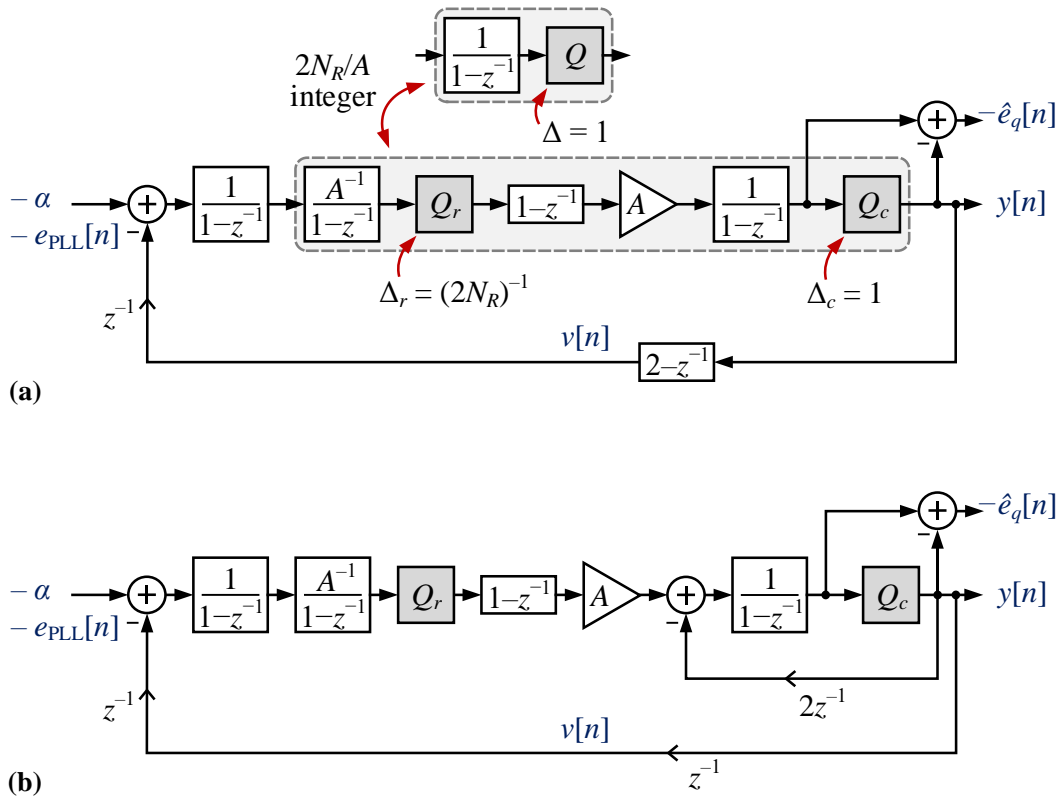 1
1−z⁻¹
Q
2N_R/A
integer
Δ = 1
− α
− e_PLL[n]
+
−
1
1−z⁻¹
A⁻¹
1−z⁻¹
Q_r
1−z⁻¹
A
1
1−z⁻¹
Q_c
+
−
−ê_q[n]
y[n]
Δ_r = (2N_R)⁻¹
Δ_c = 1
z⁻¹
v[n]
2−z⁻¹
(a)
+
−
−ê_q[n]
− α
− e_PLL[n]
+
−
1
1−z⁻¹
A⁻¹
1−z⁻¹
Q_r
1−z⁻¹
A
+
−
1
1−z⁻¹
Q_c
y[n]
2z⁻¹
z⁻¹
v[n]
z⁻¹
(b)